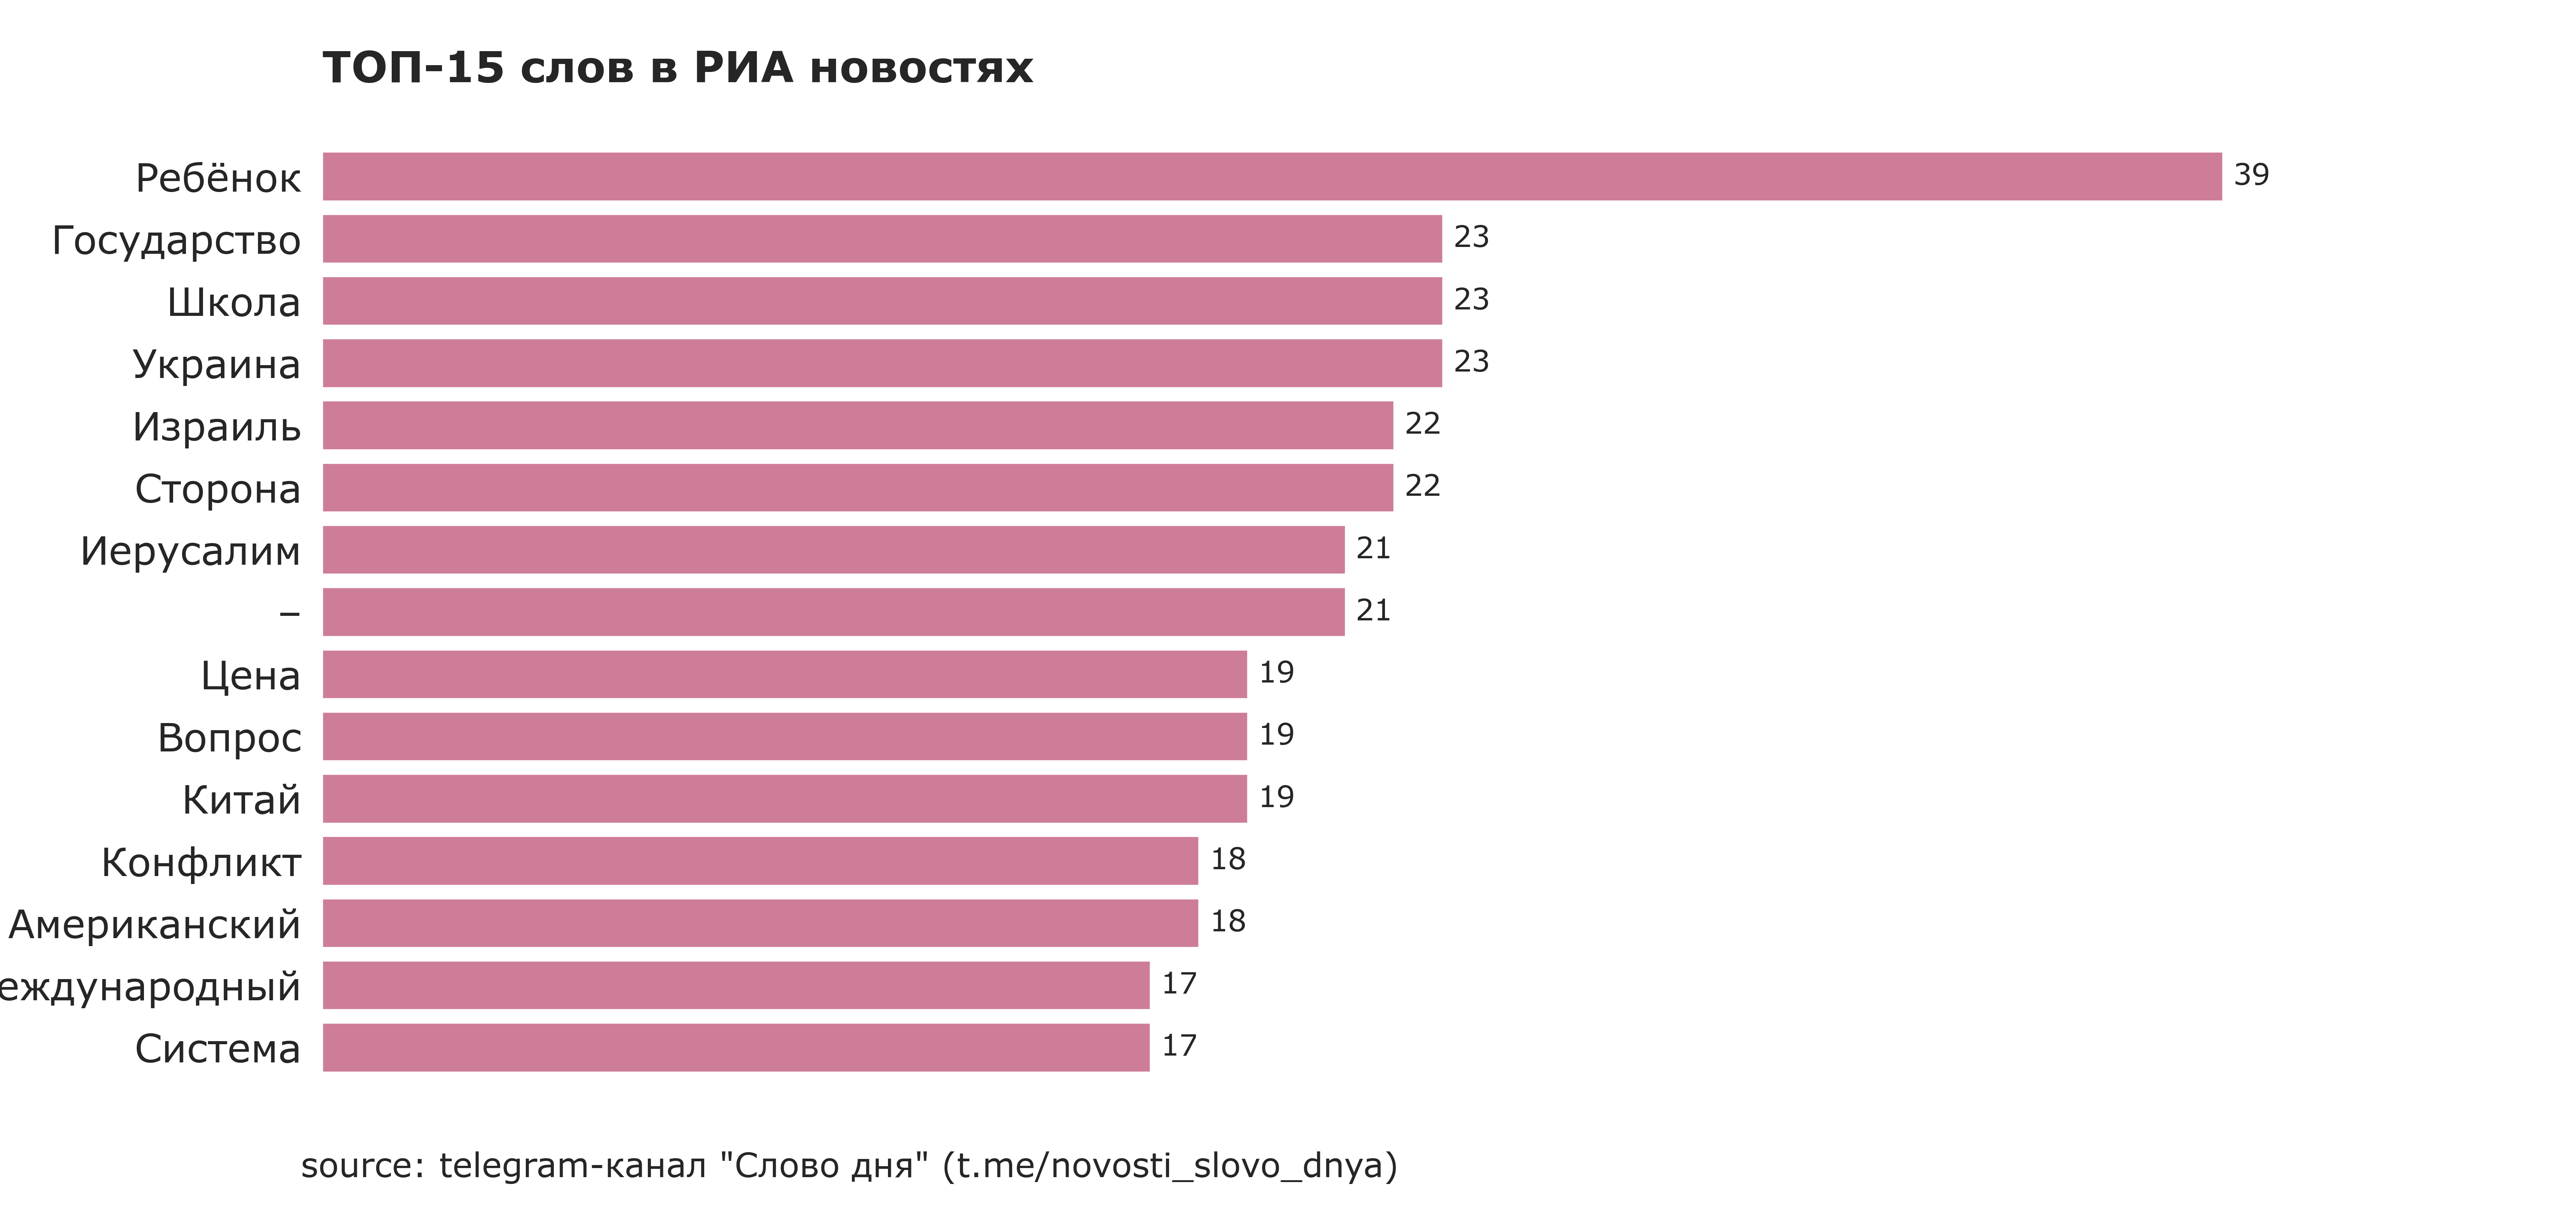 ТОП-15 слов в РИА новостях
Ребёнок 39
Государство 23
Школа 23
Украина 23
Израиль 22
Сторона 22
Иерусалим 21
– 21
Цена 19
Вопрос 19
Китай 19
Конфликт 18
Американский 18
еждународный 17
Система 17
source: telegram-канал "Слово дня" (t.me/novosti_slovo_dnya)